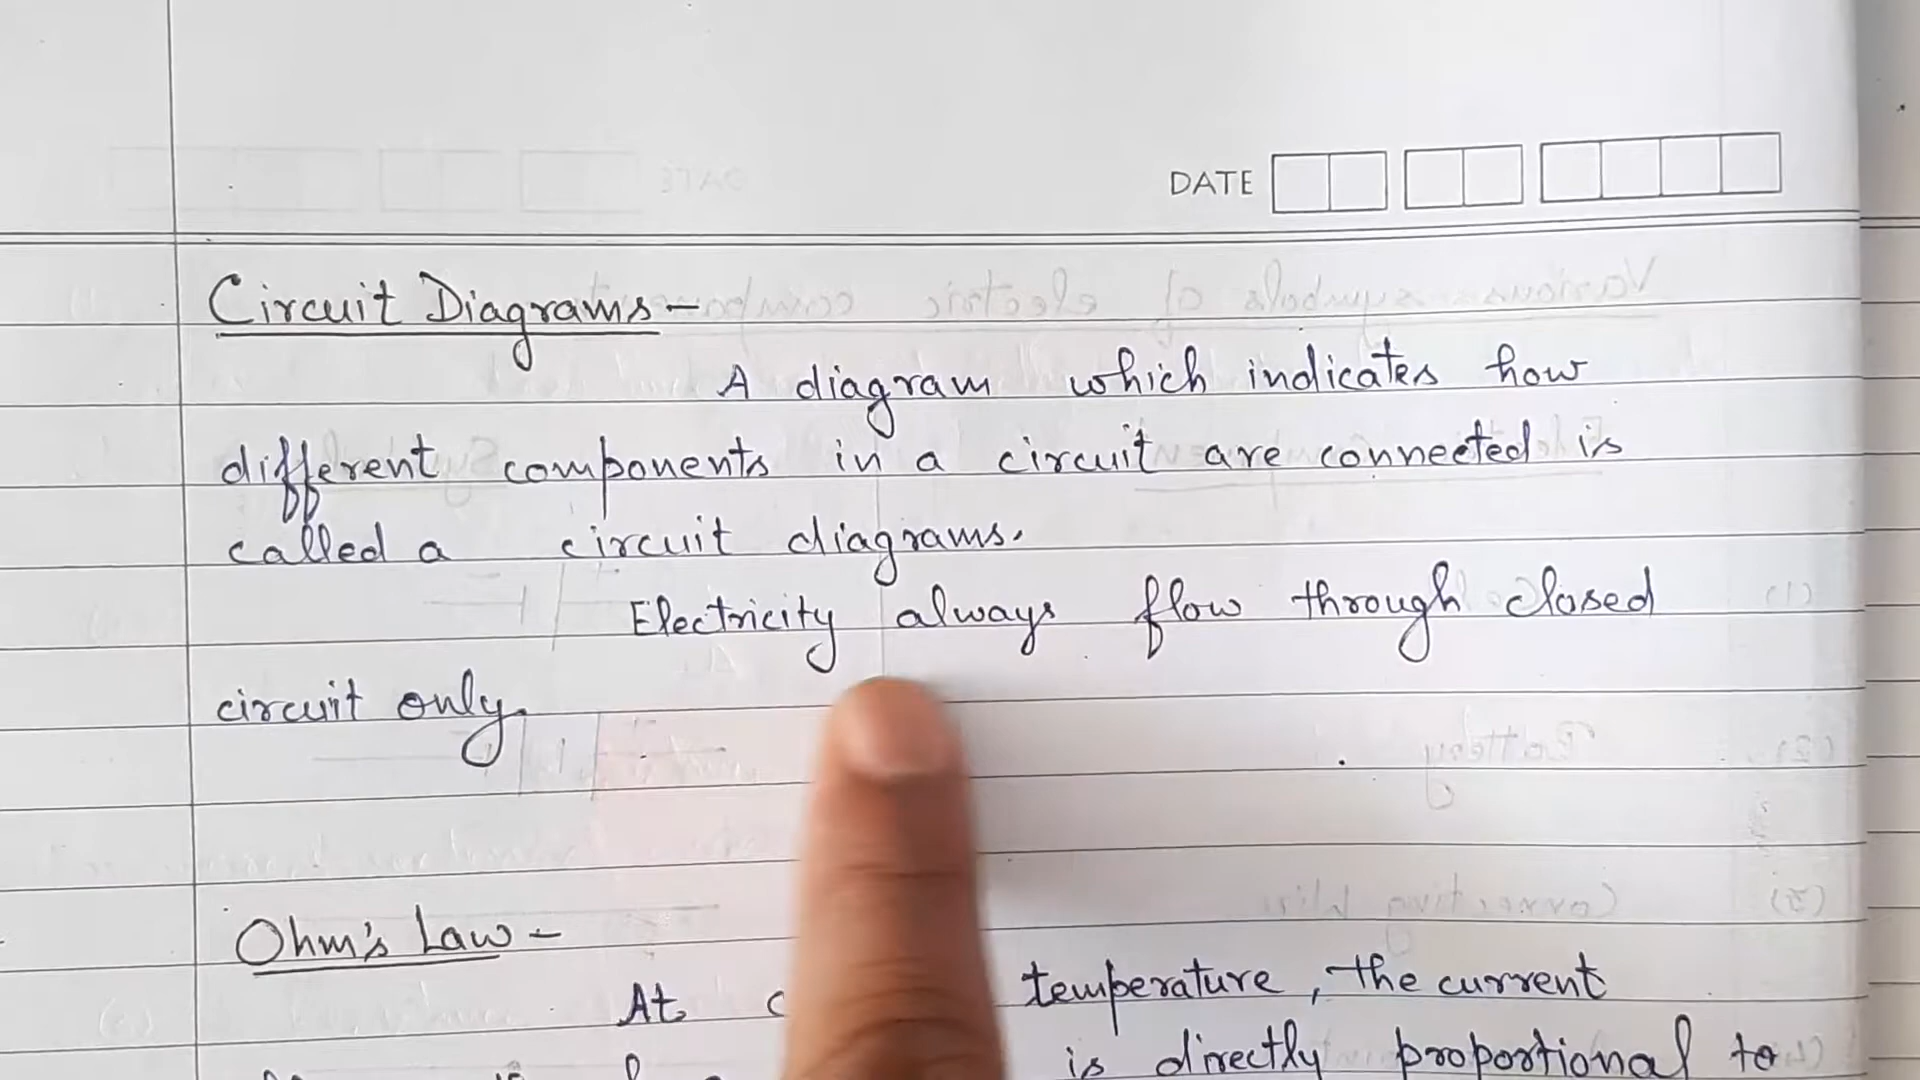 DATE
Circuit Diagrams-
A diagram which indicates how
different components in a circuit are connected is
called a circuit diagrams.
Electricity always flow through closed
circuit only.
Ohm's Law-
At temperature, the current
is directly proportional to